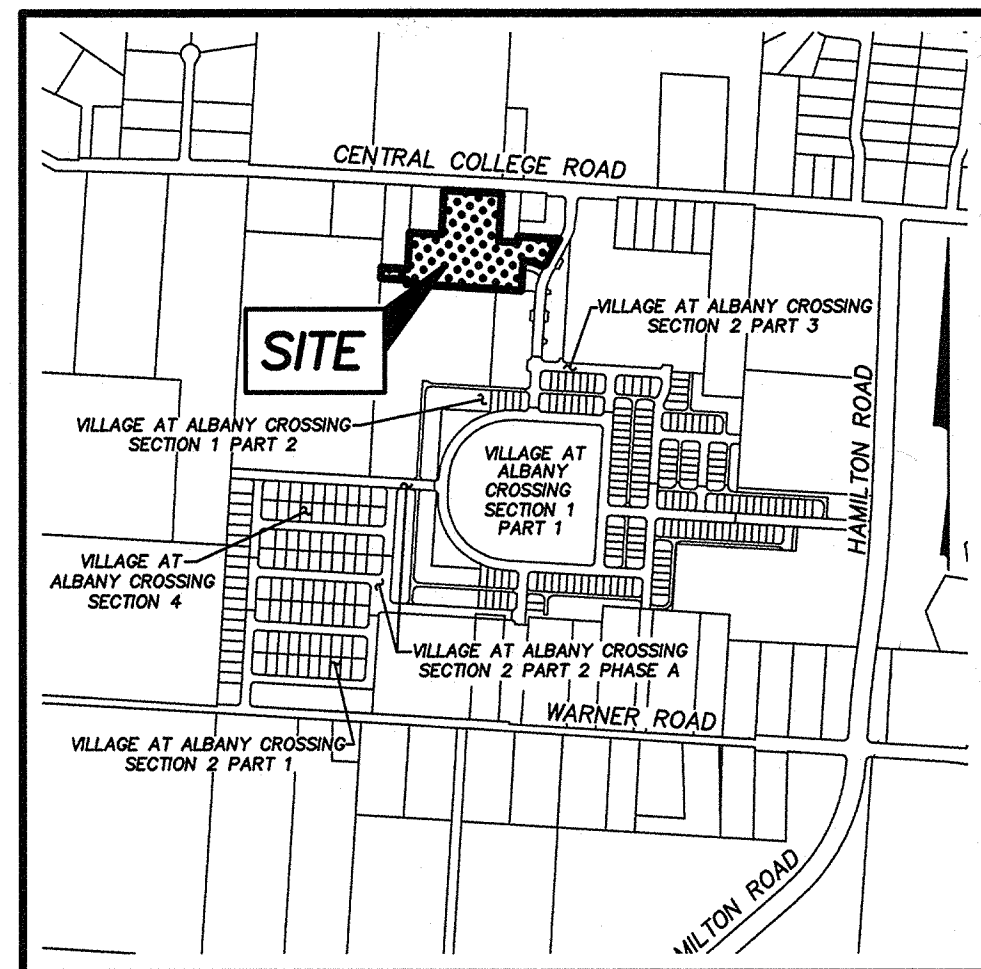 CENTRAL COLLEGE ROAD
SITE
VILLAGE AT ALBANY CROSSING
SECTION 2 PART 3
VILLAGE AT ALBANY CROSSING
SECTION 1 PART 2
VILLAGE AT
ALBANY
CROSSING
SECTION 1
PART 1
HAMILTON ROAD
VILLAGE AT
ALBANY CROSSING
SECTION 4
VILLAGE AT ALBANY CROSSING
SECTION 2 PART 2 PHASE A
WARNER ROAD
VILLAGE AT ALBANY CROSSING
SECTION 2 PART 1
MILTON ROAD